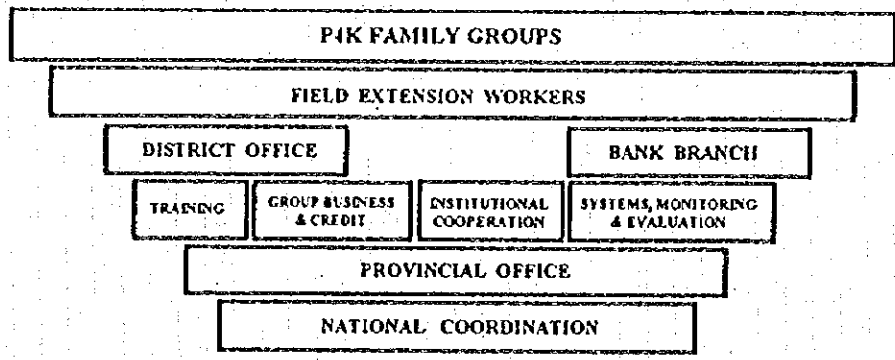 P4K FAMILY GROUPS
FIELD EXTENSION WORKERS
DISTRICT OFFICE
BANK BRANCH
TRAINING
GROUP BUSINESS
& CREDIT
INSTITUTIONAL
COOPERATION
SYSTEMS, MONITORING
& EVALUATION
PROVINCIAL OFFICE
NATIONAL COORDINATION